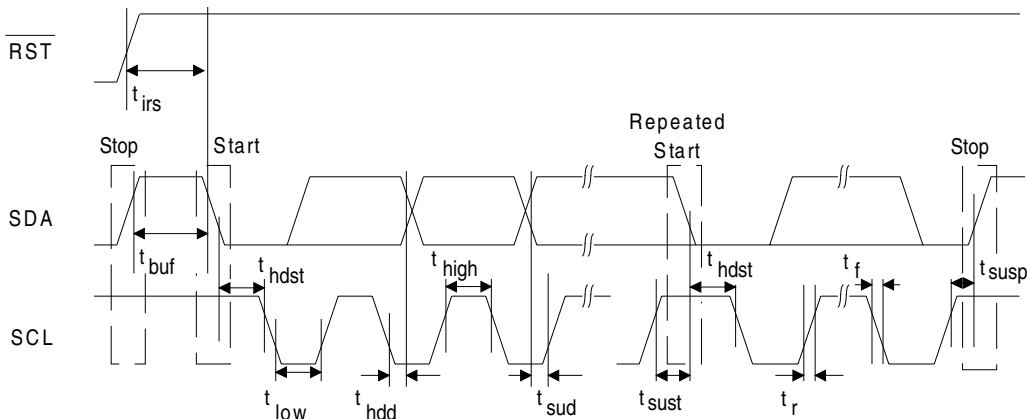 RST
t irs
Repeated
Stop Start Start Stop
SDA
t buf t hdst t high t hdst t f t susp
SCL
t low t hdd t sud t sust t r